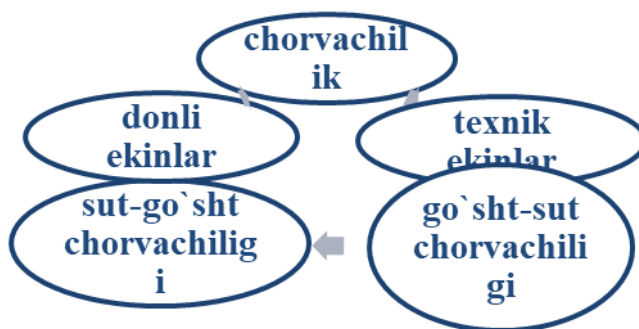 chorvachil
ik
donli
ekinlar
texnik
ekinlar
sut-go`sht
chorvachilig
i
go`sht-sut
chorvachili
gi